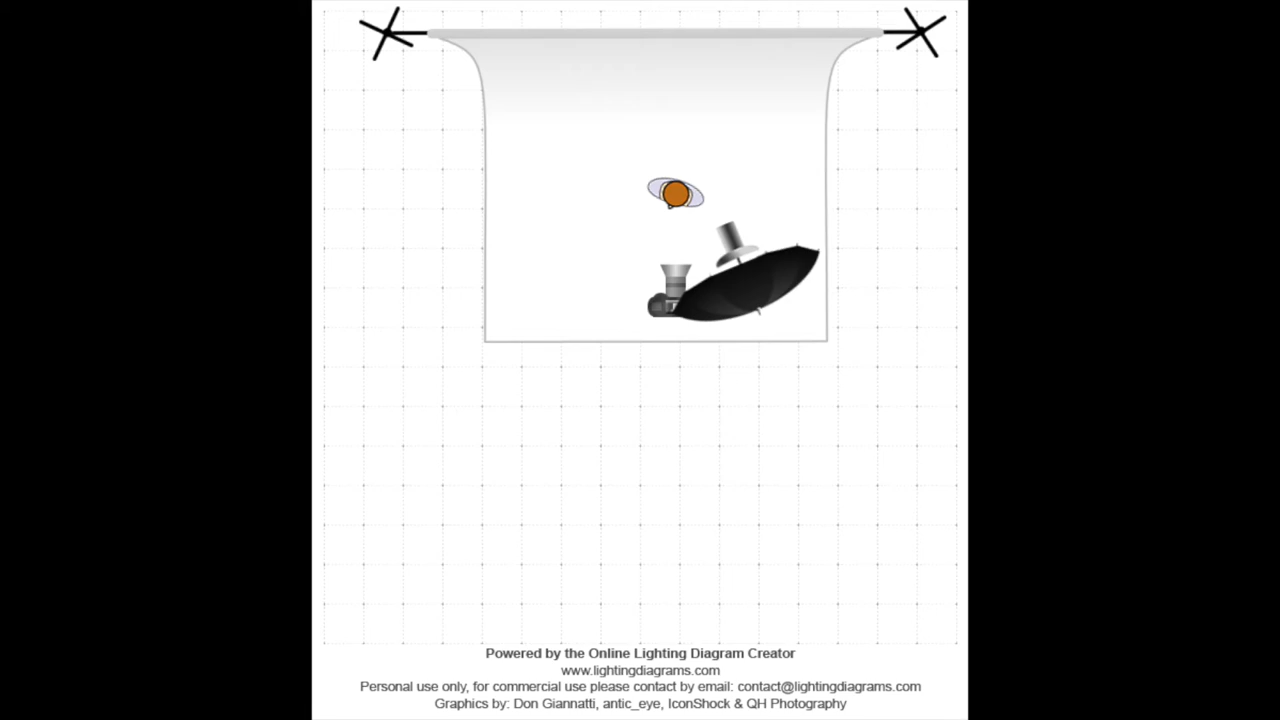 Powered by the Online Lighting Diagram Creator
www.lightingdiagrams.com
Personal use only, for commercial use please contact by email: contact@lightingdiagrams.com
Graphics by: Don Giannatti, antic_eye, IconShock & QH Photography